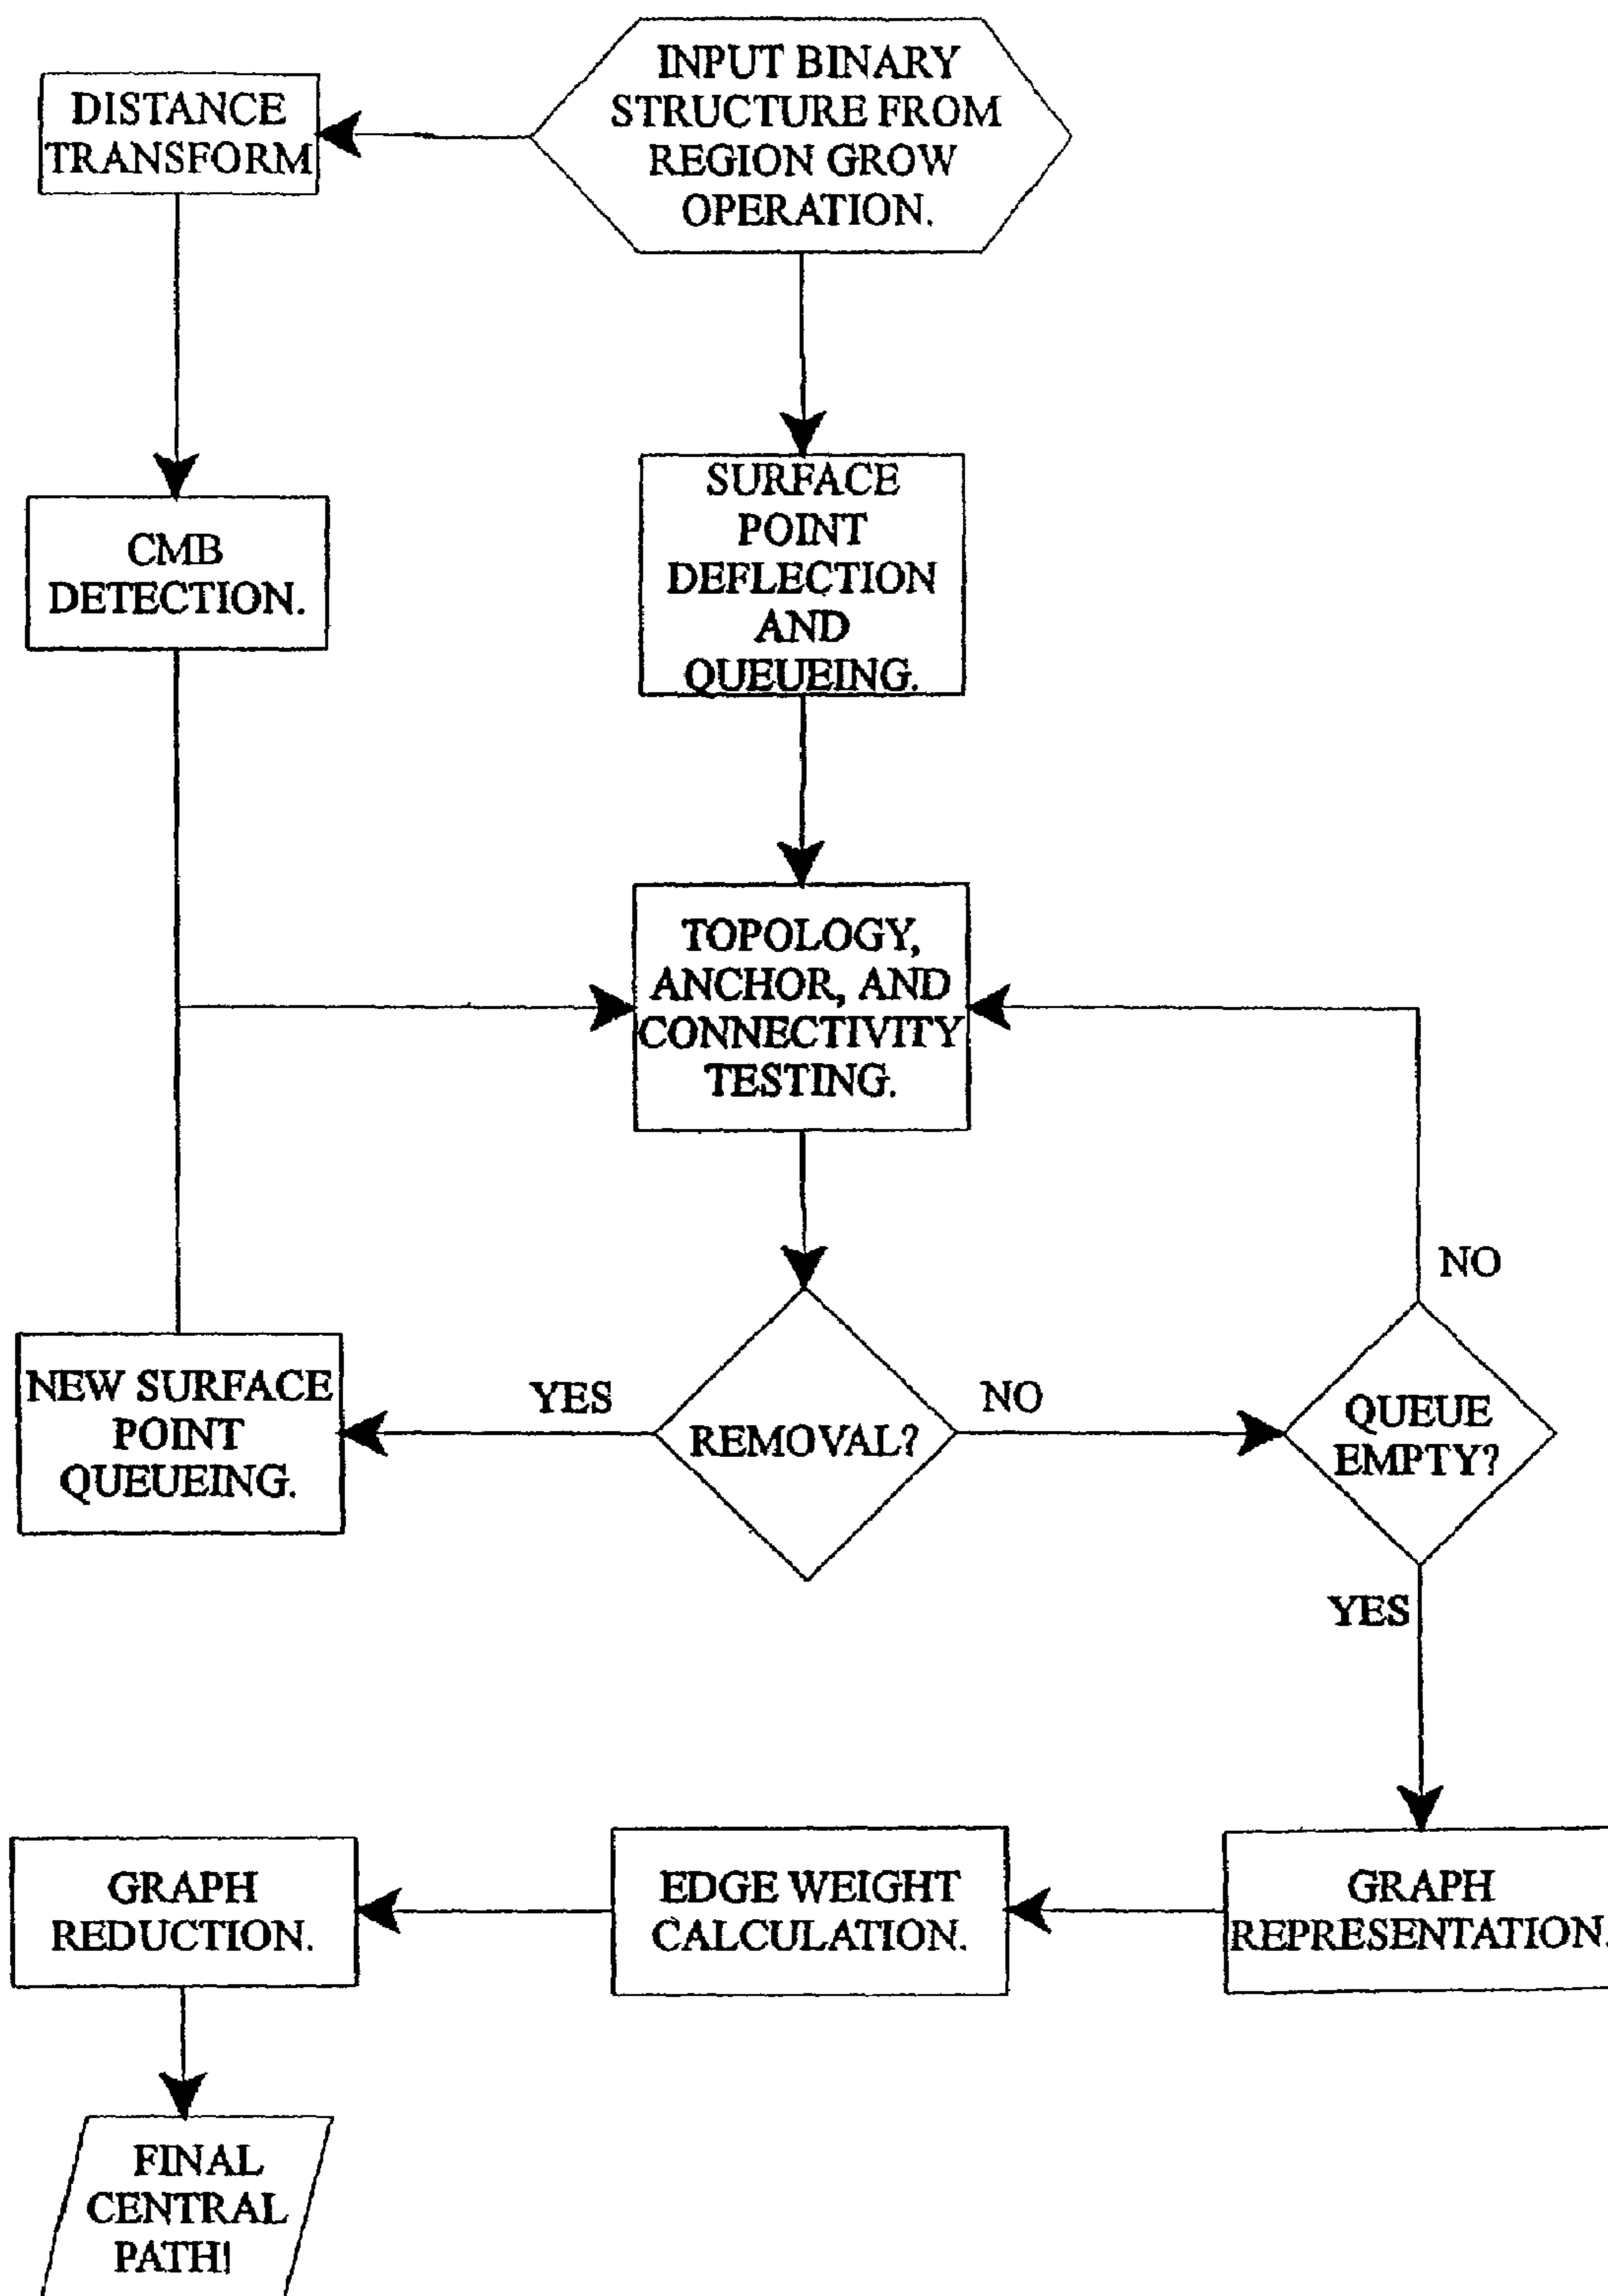 INPUT BINARY
STRUCTURE FROM
REGION GROW
OPERATION.
DISTANCE
TRANSFORM
CMB
DETECTION.
SURFACE
POINT
DEFLECTION
AND
QUEUEING.
TOPOLOGY,
ANCHOR, AND
CONNECTIVITY
TESTING.
NO
NEW SURFACE
POINT
QUEUEING.
YES
REMOVAL?
NO
QUEUE
EMPTY?
YES
GRAPH
REDUCTION.
EDGE WEIGHT
CALCULATION.
GRAPH
REPRESENTATION.
FINAL
CENTRAL
PATH!